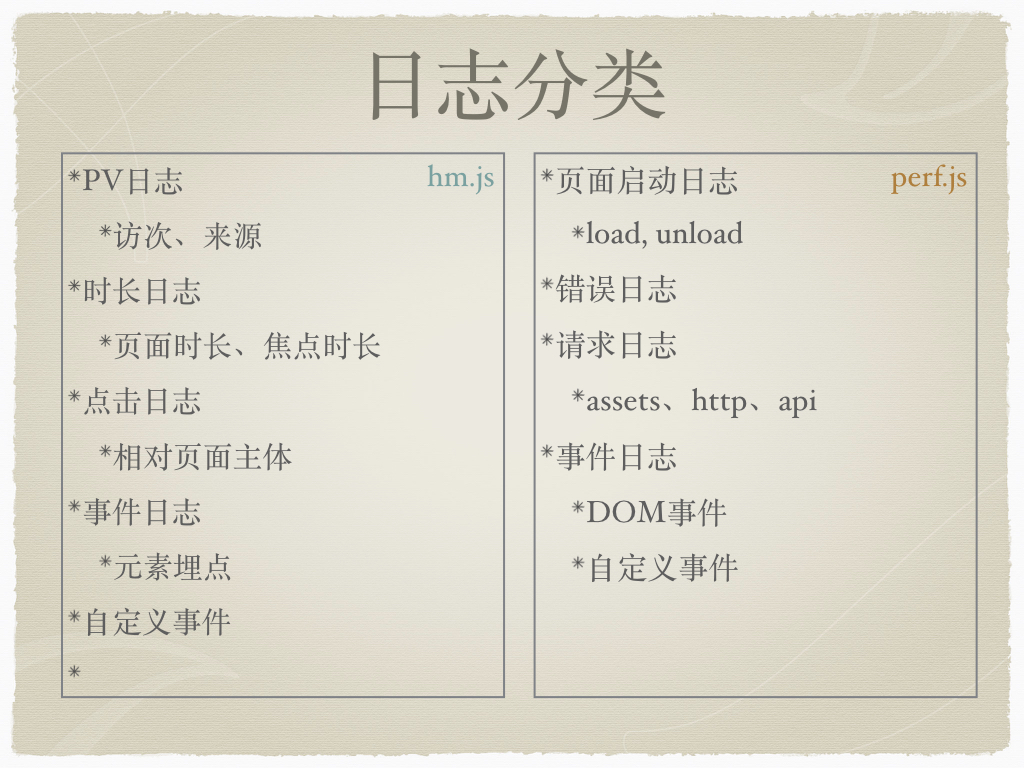 日志分类
*PV日志
hm.js
*访次、来源
*时长日志
*页面时长、焦点时长
*点击日志
*相对页面主体
*事件日志
*元素埋点
*自定义事件
*
*页面启动日志
perf.js
*load, unload
*错误日志
*请求日志
*assets、http、api
*事件日志
*DOM事件
*自定义事件